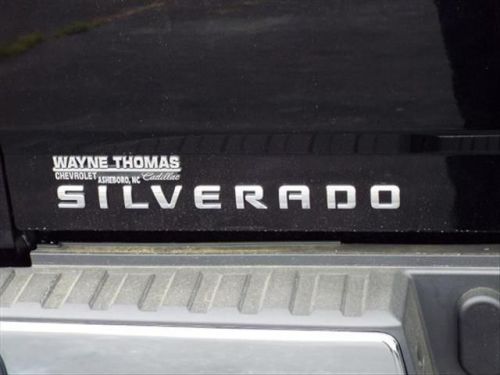 WAYNE THOMAS
CHEVROLET Cadillac
ASHEBORO, NC
SILVERADO